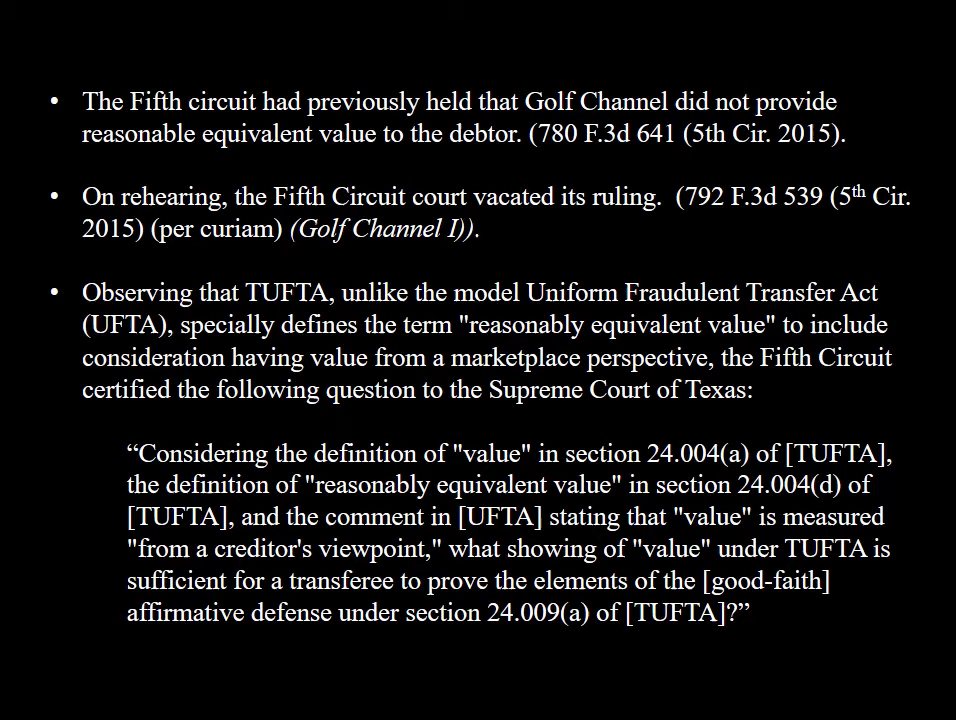 • The Fifth circuit had previously held that Golf Channel did not provide
reasonable equivalent value to the debtor. (780 F.3d 641 (5th Cir. 2015).
• On rehearing, the Fifth Circuit court vacated its ruling.  (792 F.3d 539 (5th Cir.
2015) (per curiam) (Golf Channel I)).
• Observing that TUFTA, unlike the model Uniform Fraudulent Transfer Act
(UFTA), specially defines the term "reasonably equivalent value" to include
consideration having value from a marketplace perspective, the Fifth Circuit
certified the following question to the Supreme Court of Texas:
“Considering the definition of "value" in section 24.004(a) of [TUFTA],
the definition of "reasonably equivalent value" in section 24.004(d) of
[TUFTA], and the comment in [UFTA] stating that "value" is measured
"from a creditor's viewpoint," what showing of "value" under TUFTA is
sufficient for a transferee to prove the elements of the [good-faith]
affirmative defense under section 24.009(a) of [TUFTA]?”